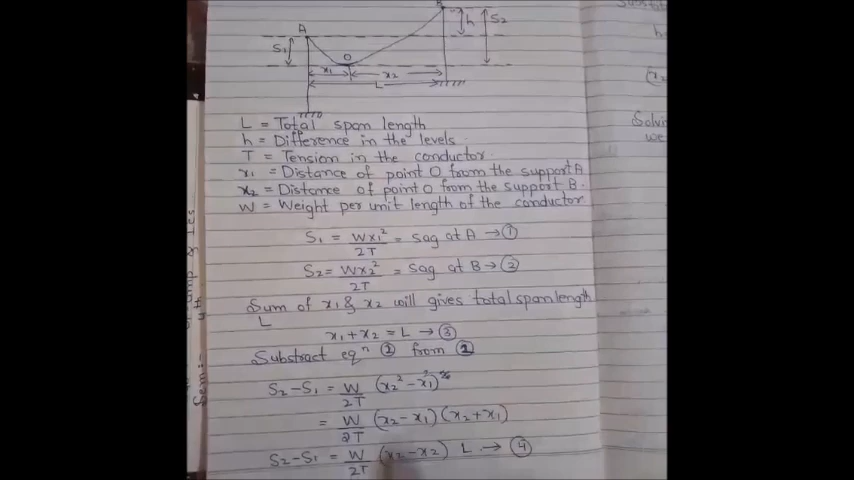 B
A
h
S2
S1
O
x1
x2
L
L = Total span length
h = Difference in the levels.
T = Tension in the conductor.
x1 = Distance of point O from the support A
x2 = Distance of point O from the support B.
W = Weight per unit length of the conductor
S1 = Wx1²/2T = sag at A → ①
S2 = Wx2²/2T = sag at B → ②
Sum of x1 & x2 will gives total span length
L
x1 + x2 = L → ③
Substract eqn ② from ②
S2 - S1 = W/2T (x2² - x1²)
= W/2T (x2 - x1) (x2 + x1)
S2 - S1 = W/2T (x2 - x2) L → ④
h
Solvin
we
Sem:-